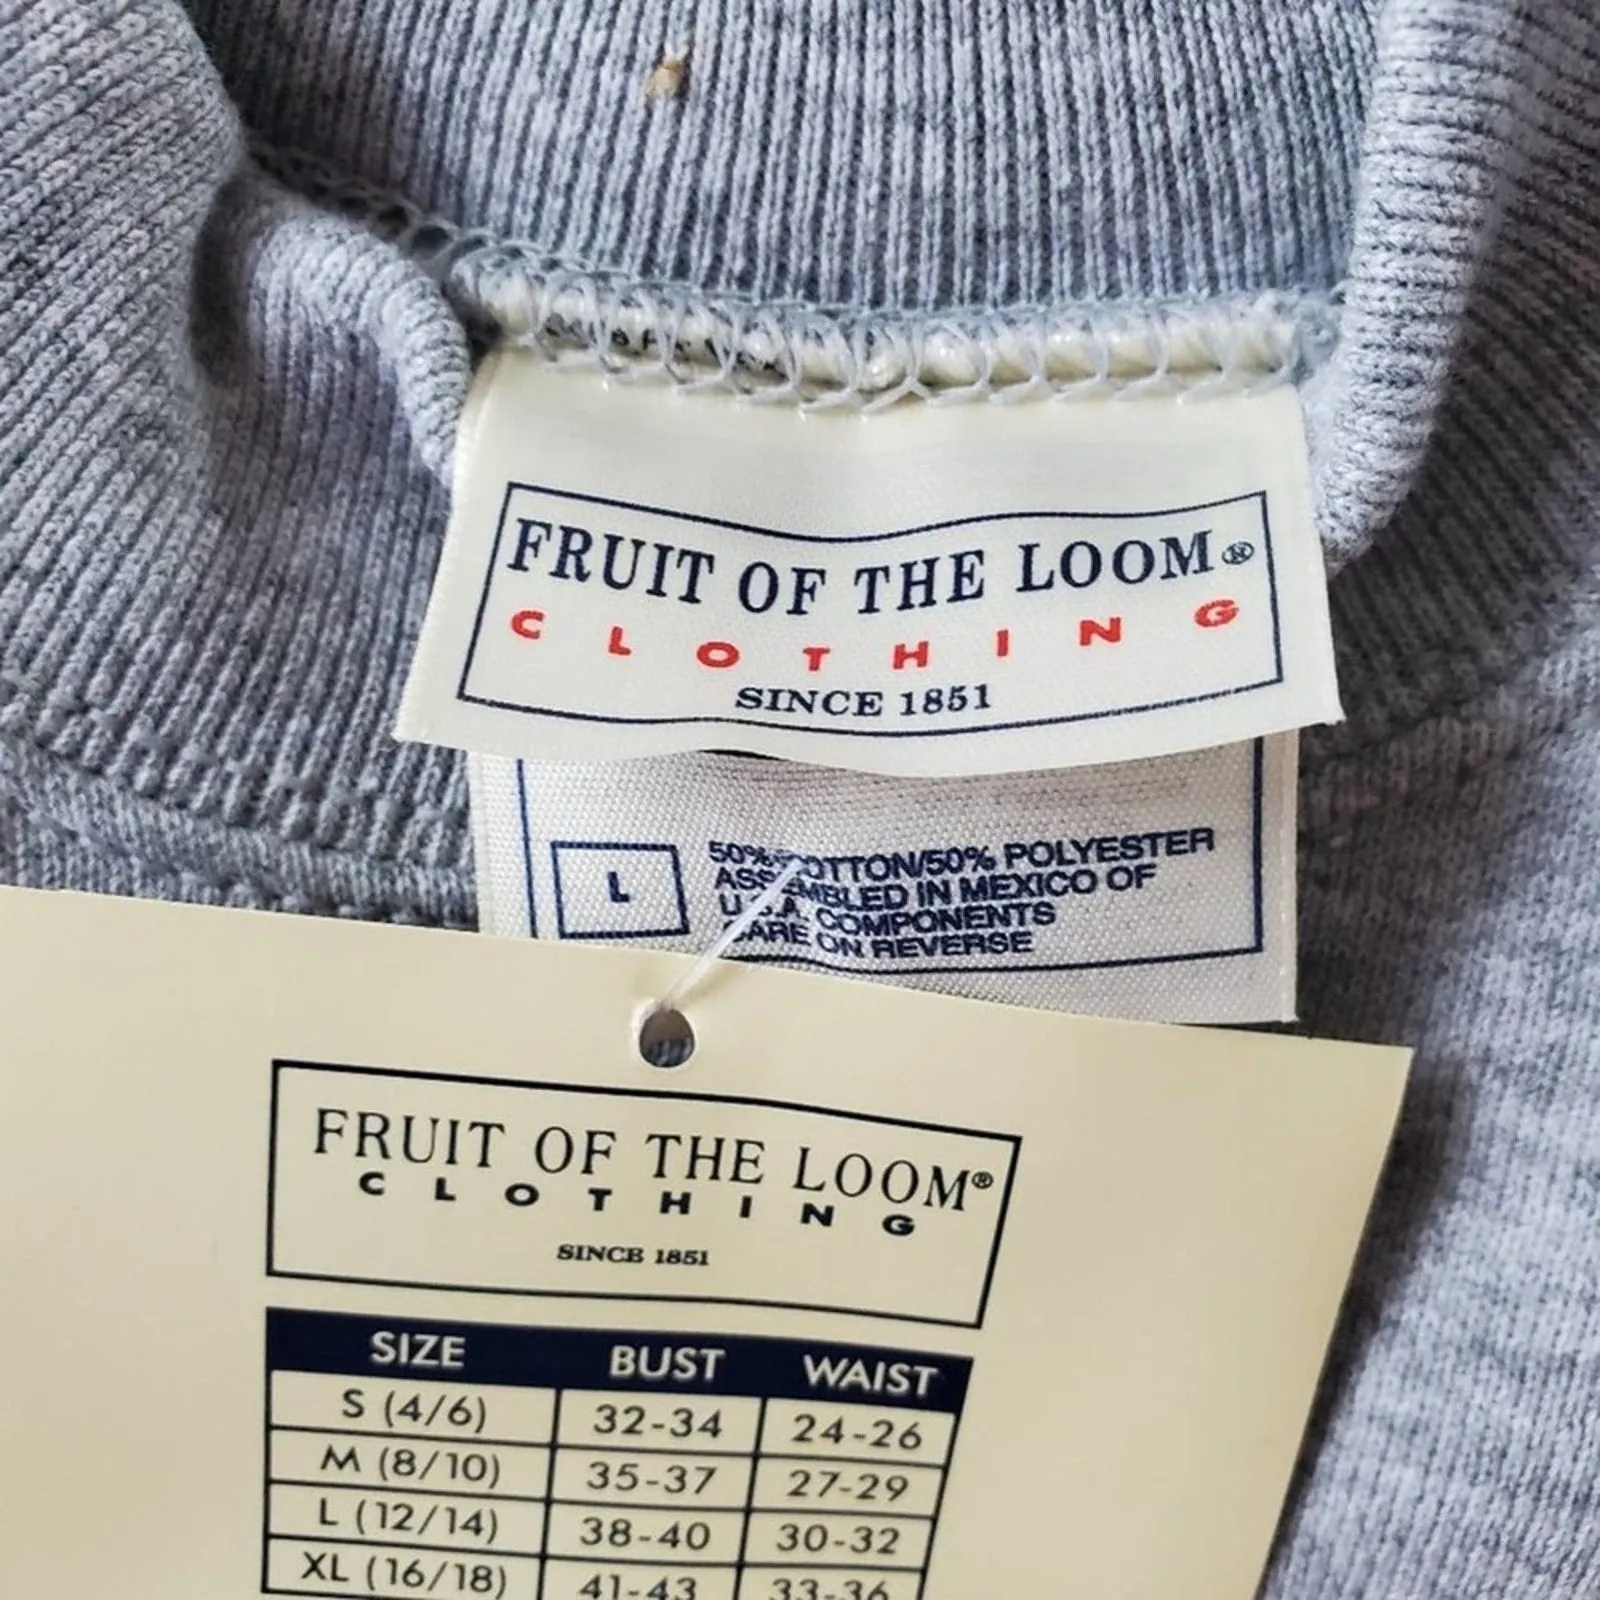 FRUIT OF THE LOOM®
CLOTHING
SINCE 1851
L
50% COTTON/50% POLYESTER
ASSEMBLED IN MEXICO OF
U.S.A. COMPONENTS
CARE ON REVERSE
FRUIT OF THE LOOM®
CLOTHING
SINCE 1851
SIZE BUST WAIST
S (4/6) 32-34 24-26
M (8/10) 35-37 27-29
L (12/14) 38-40 30-32
XL (16/18) 41-43 33-36